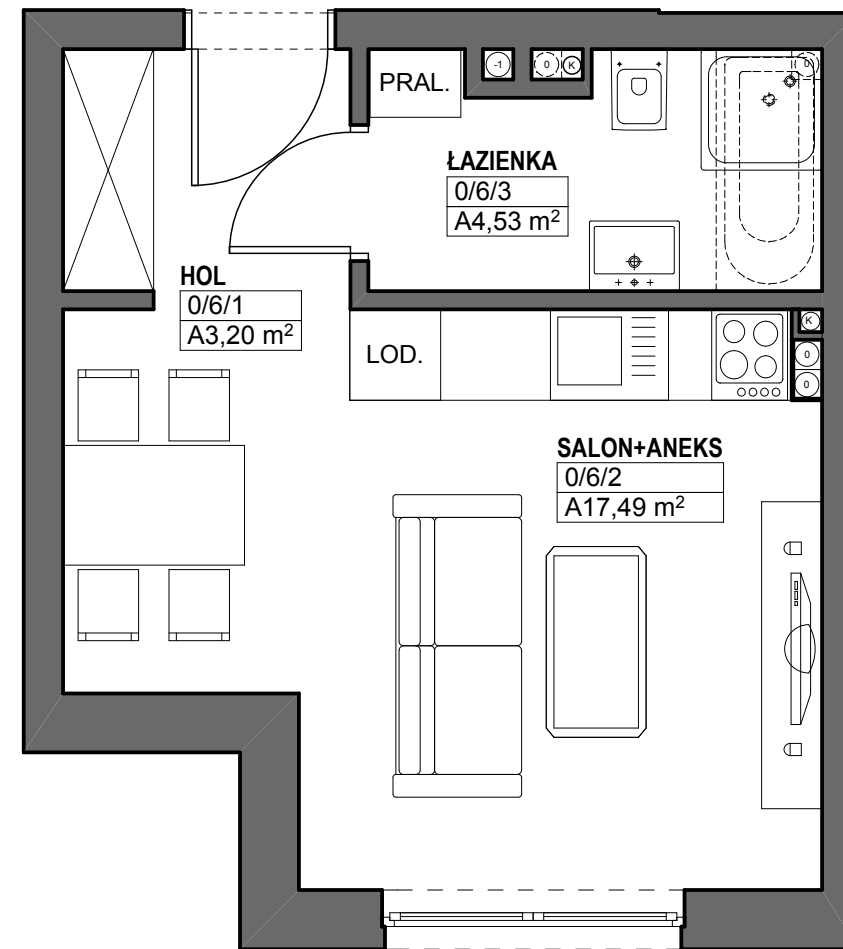 -1
0
K
0
PRAL.
ŁAZIENKA
0/6/3
A4,53 m²
HOL
0/6/1
A3,20 m²
K
LOD.
0
0
SALON+ANEKS
0/6/2
A17,49 m²